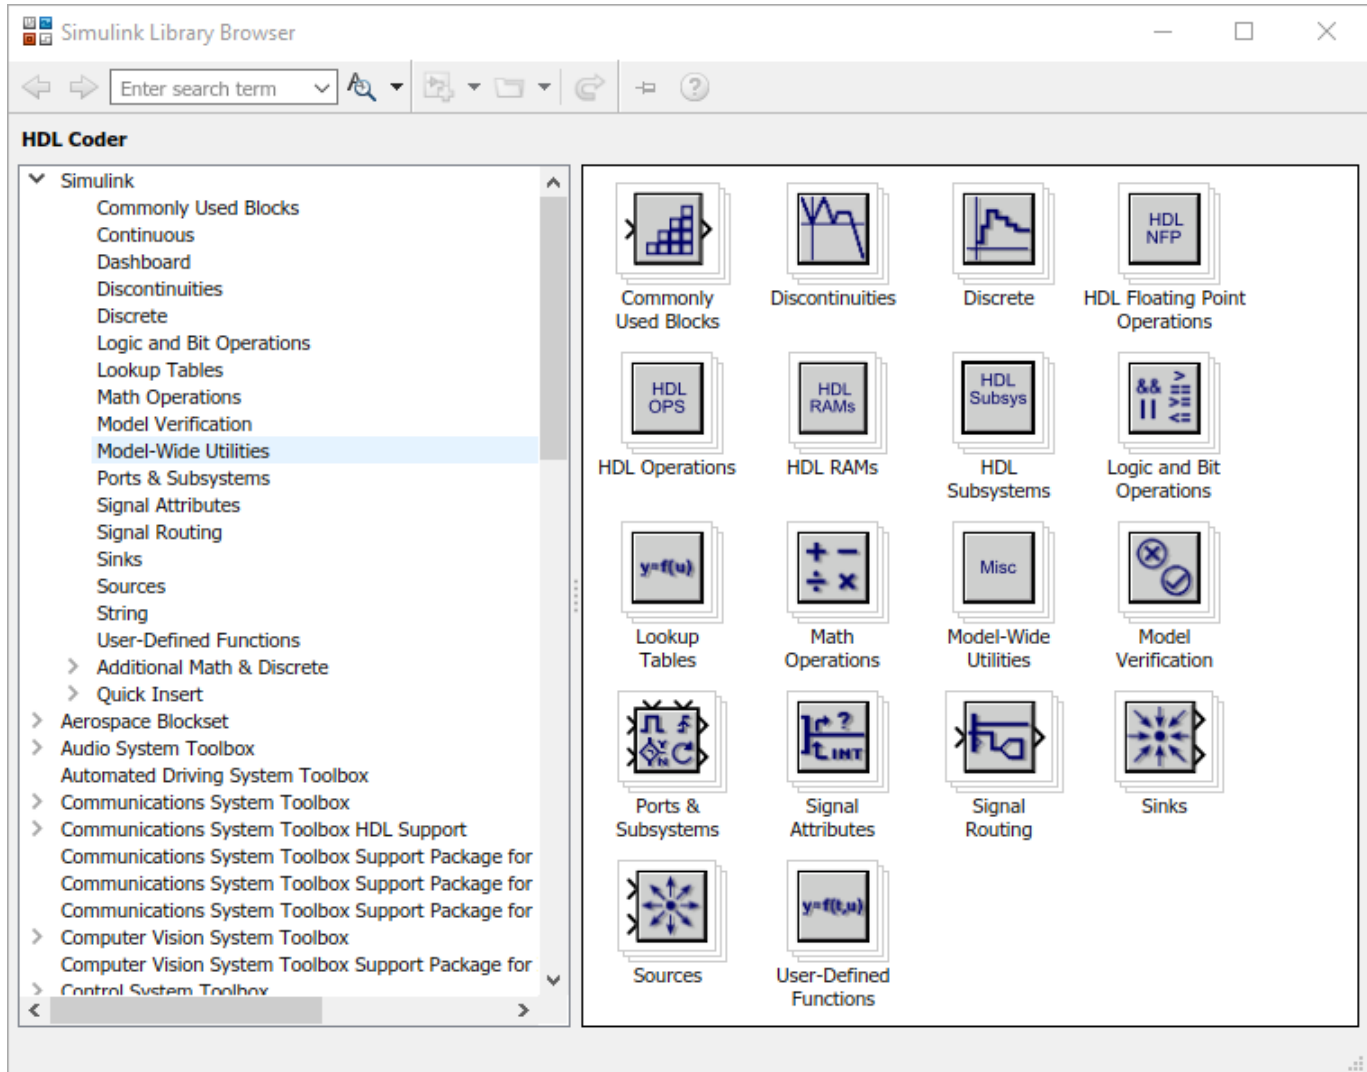 Simulink Library Browser
Enter search term
HDL Coder
Simulink
Commonly Used Blocks
Continuous
Dashboard
Discontinuities
Discrete
Logic and Bit Operations
Lookup Tables
Math Operations
Model Verification
Model-Wide Utilities
Ports & Subsystems
Signal Attributes
Signal Routing
Sinks
Sources
String
User-Defined Functions
Additional Math & Discrete
Quick Insert
Aerospace Blockset
Audio System Toolbox
Automated Driving System Toolbox
Communications System Toolbox
Communications System Toolbox HDL Support
Communications System Toolbox Support Package for
Communications System Toolbox Support Package for
Communications System Toolbox Support Package for
Computer Vision System Toolbox
Computer Vision System Toolbox Support Package for
Control System Toolbox
Commonly
Used Blocks
Discontinuities
Discrete
HDL
NFP
HDL Floating Point
Operations
HDL
OPS
HDL Operations
HDL
RAMs
HDL RAMs
HDL
Subsys
HDL
Subsystems
&& >
==
|| >=
<=
Logic and Bit
Operations
y=f(u)
Lookup
Tables
+ −
÷ ×
Math
Operations
Misc
Model-Wide
Utilities
Model
Verification
Y
N
Ports &
Subsystems
?
INT
Signal
Attributes
Signal
Routing
Sinks
Sources
y=f(t,u)
User-Defined
Functions